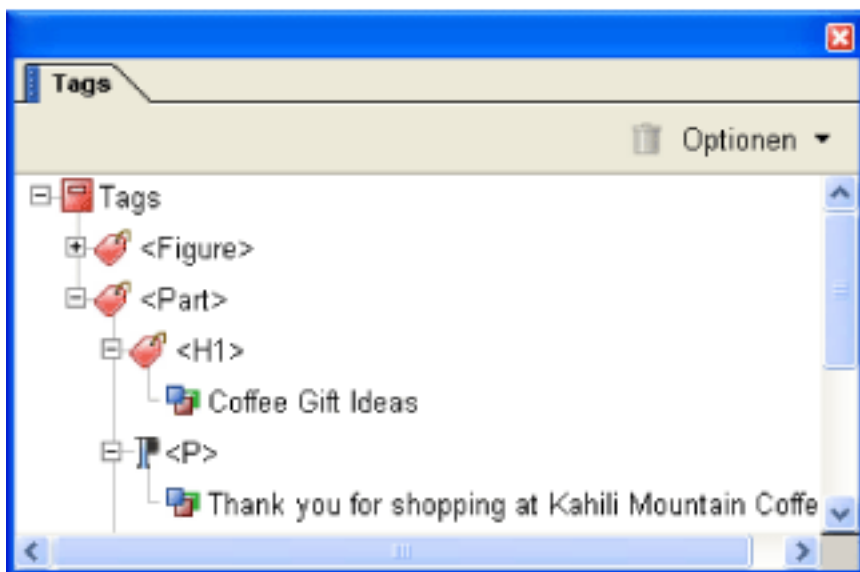 Tags
Optionen
Tags
<Figure>
<Part>
<H1>
Coffee Gift Ideas
<P>
Thank you for shopping at Kahili Mountain Coffe